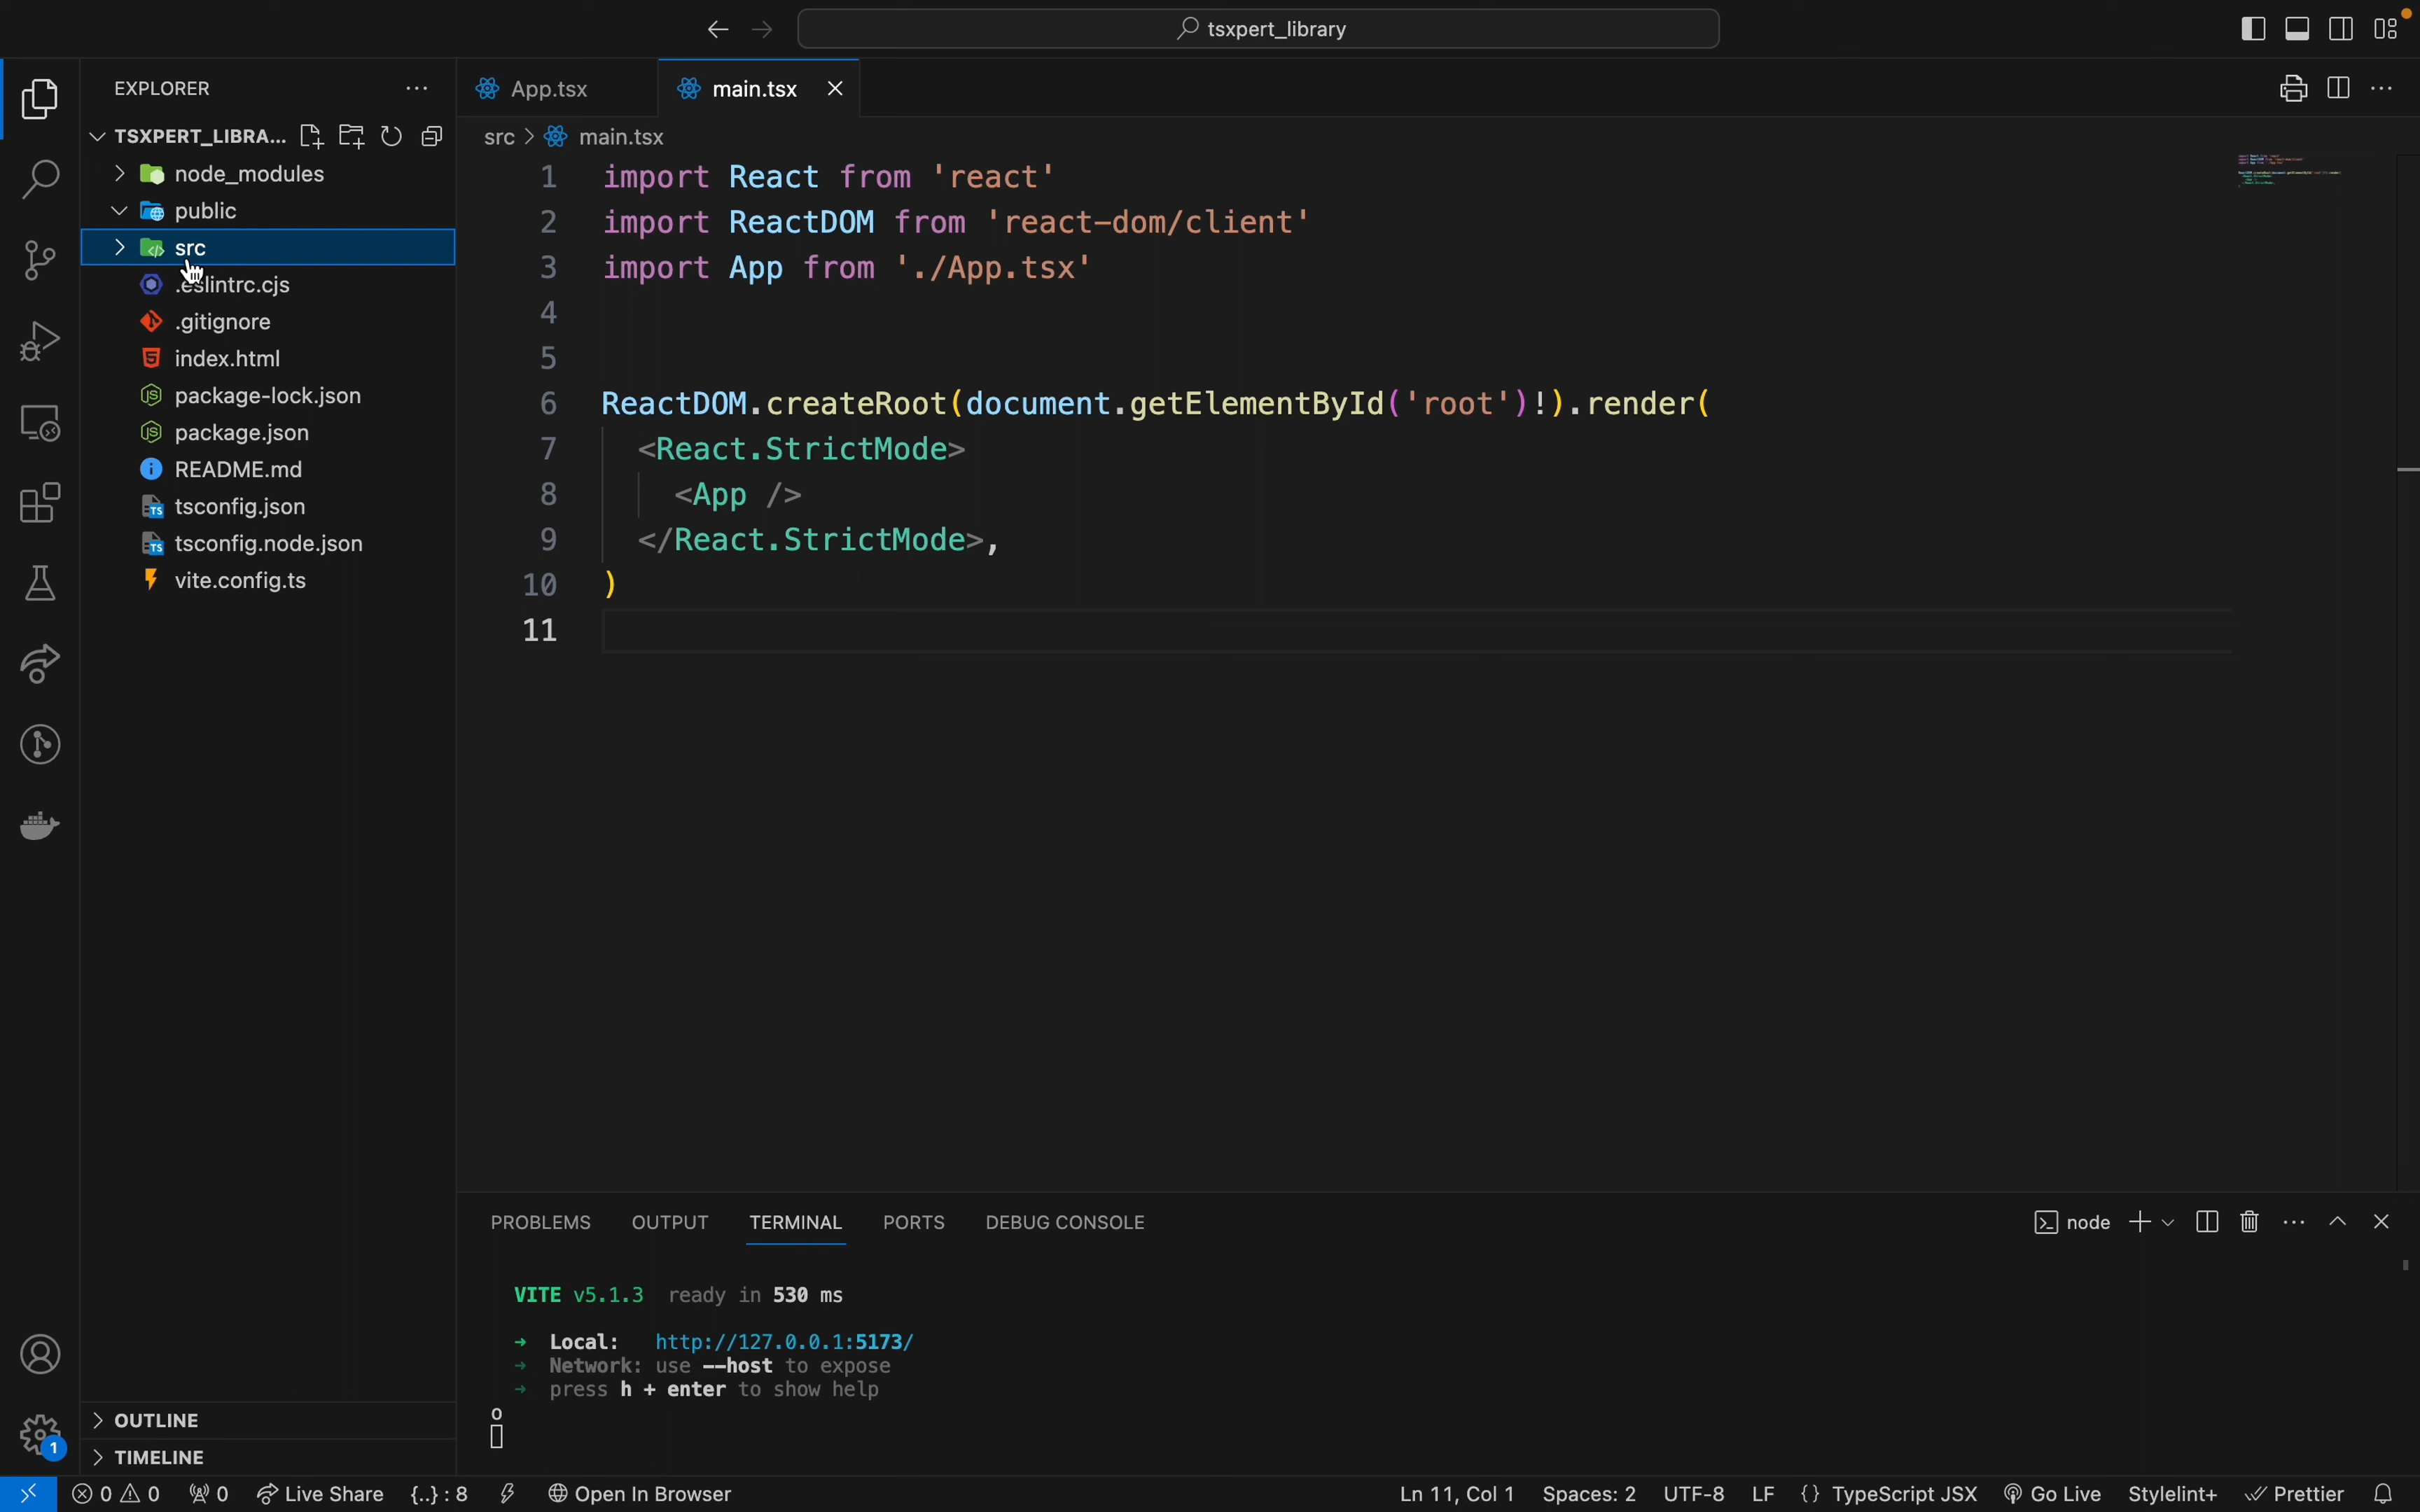 tsxpert_library
EXPLORER
TSXPERT_LIBRA...
node_modules
public
src
.eslintrc.cjs
.gitignore
index.html
package-lock.json
package.json
README.md
tsconfig.json
tsconfig.node.json
vite.config.ts
OUTLINE
TIMELINE
App.tsx
main.tsx
src > main.tsx
1 import React from 'react'
2 import ReactDOM from 'react-dom/client'
3 import App from './App.tsx'
4
5
6 ReactDOM.createRoot(document.getElementById('root')!).render(
7 <React.StrictMode>
8 <App />
9 </React.StrictMode>,
10 )
11
PROBLEMS OUTPUT TERMINAL PORTS DEBUG CONSOLE
node
VITE v5.1.3 ready in 530 ms
➜ Local: http://127.0.0.1:5173/
➜ Network: use --host to expose
➜ press h + enter to show help
o
1
0 0 0 Live Share {..} : 8 Open In Browser
Ln 11, Col 1 Spaces: 2 UTF-8 LF {} TypeScript JSX Go Live Stylelint+ Prettier